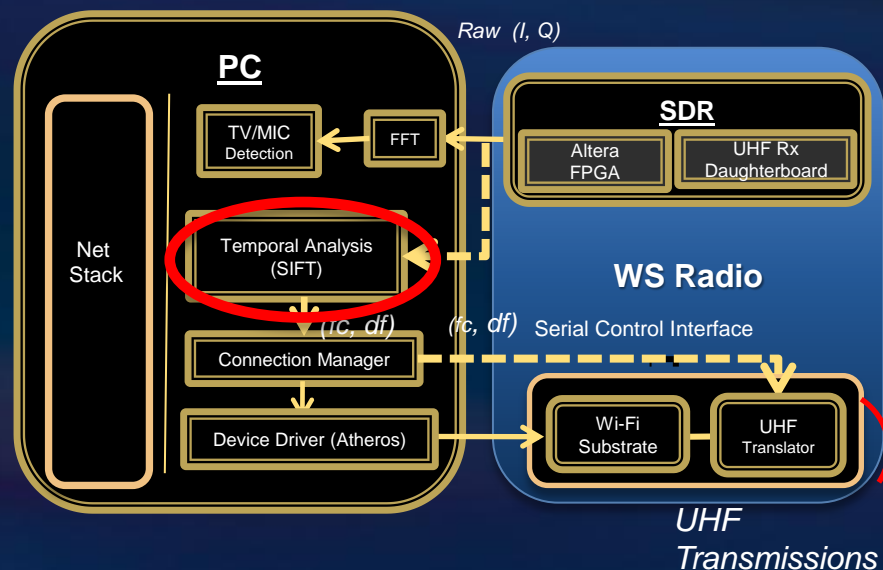 Raw (I, Q)
PC
SDR
TV/MIC
Detection
FFT
Altera
FPGA
UHF Rx
Daughterboard
Net
Stack
Temporal Analysis
(SIFT)
WS Radio
(fc, df)
(fc, df)
Serial Control Interface
Connection Manager
Device Driver (Atheros)
Wi-Fi
Substrate
UHF
Translator
UHF
Transmissions